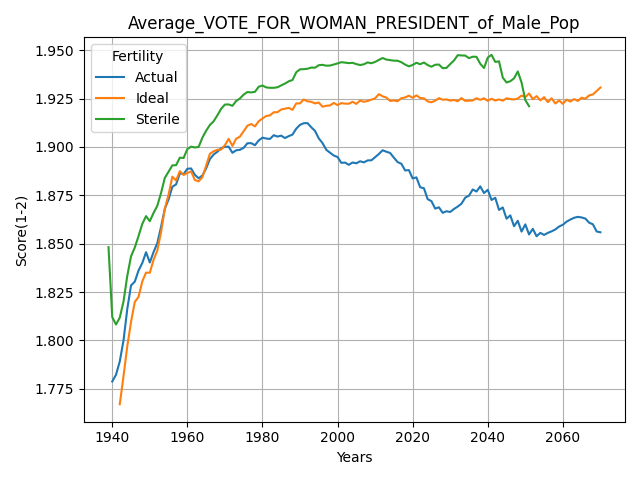 Average_VOTE_FOR_WOMAN_PRESIDENT_of_Male_Pop
Fertility
Actual
Ideal
Sterile
Score(1-2)
1.950
1.925
1.900
1.875
1.850
1.825
1.800
1.775
1940 1960 1980 2000 2020 2040 2060
Years